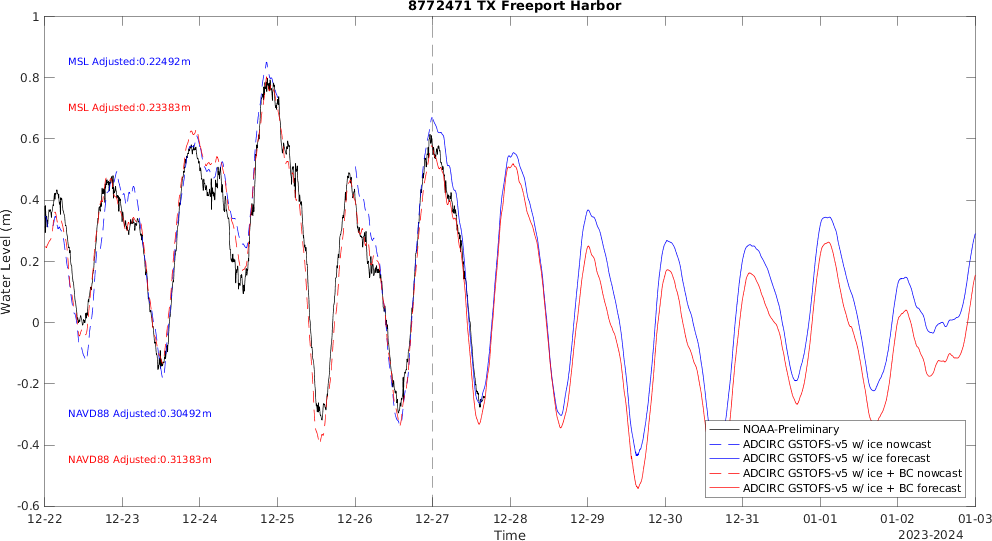 8772471 TX Freeport Harbor
1
0.8
0.6
0.4
0.2
0
-0.2
-0.4
-0.6
Water Level (m)
MSL Adjusted:0.22492m
MSL Adjusted:0.23383m
NAVD88 Adjusted:0.30492m
NAVD88 Adjusted:0.31383m
NOAA-Preliminary
ADCIRC GSTOFS-v5 w/ ice nowcast
ADCIRC GSTOFS-v5 w/ ice forecast
ADCIRC GSTOFS-v5 w/ ice + BC nowcast
ADCIRC GSTOFS-v5 w/ ice + BC forecast
12-22 12-23 12-24 12-25 12-26 12-27 12-28 12-29 12-30 12-31 01-01 01-02 01-03
Time
2023-2024